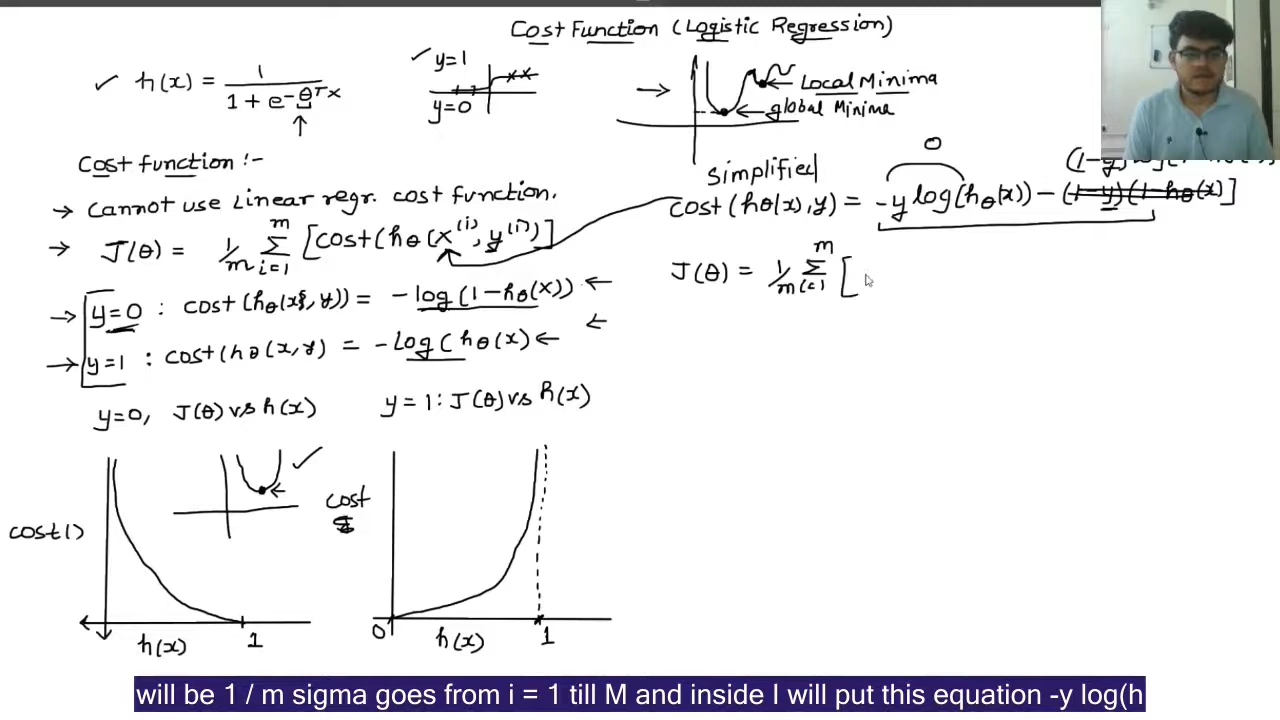 Cost Function (Logistic Regression)
✓ h(x) = 1 / 1 + e^-θᵀx
✓ y=1
y=0
→ Local Minima
global Minima
Cost function :-
→ Cannot use Linear regr. cost function.
→ J(θ) = 1/m Σ i=1 m [cost(hθ(x⁽ⁱ⁾, y⁽ⁱ⁾)]
→ y=0 : cost(hθ(x), y)) = -log(1-hθ(x)) ←
→ y=1 : cost(hθ(x,y) = -log(hθ(x) ←
←
y=0, J(θ) vs h(x)
y=1: J(θ) vs h(x)
cost()
h(x)
1
✓
cost
0
h(x)
1
Simplified
0
cost(hθ(x), y) = -y log(hθ(x)) - (1-y)(1-hθ(x)]
J(θ) = 1/m Σ i=1 m [
will be 1 / m sigma goes from i = 1 till M and inside I will put this equation -y log(h